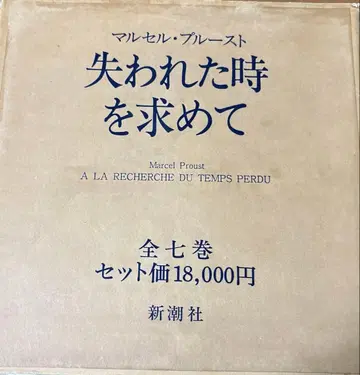 マルセル・プルースト
失われた時
を求めて
Marcel Proust
A LA RECHERCHE DU TEMPS PERDU
全七巻
セット価18,000円
新潮社